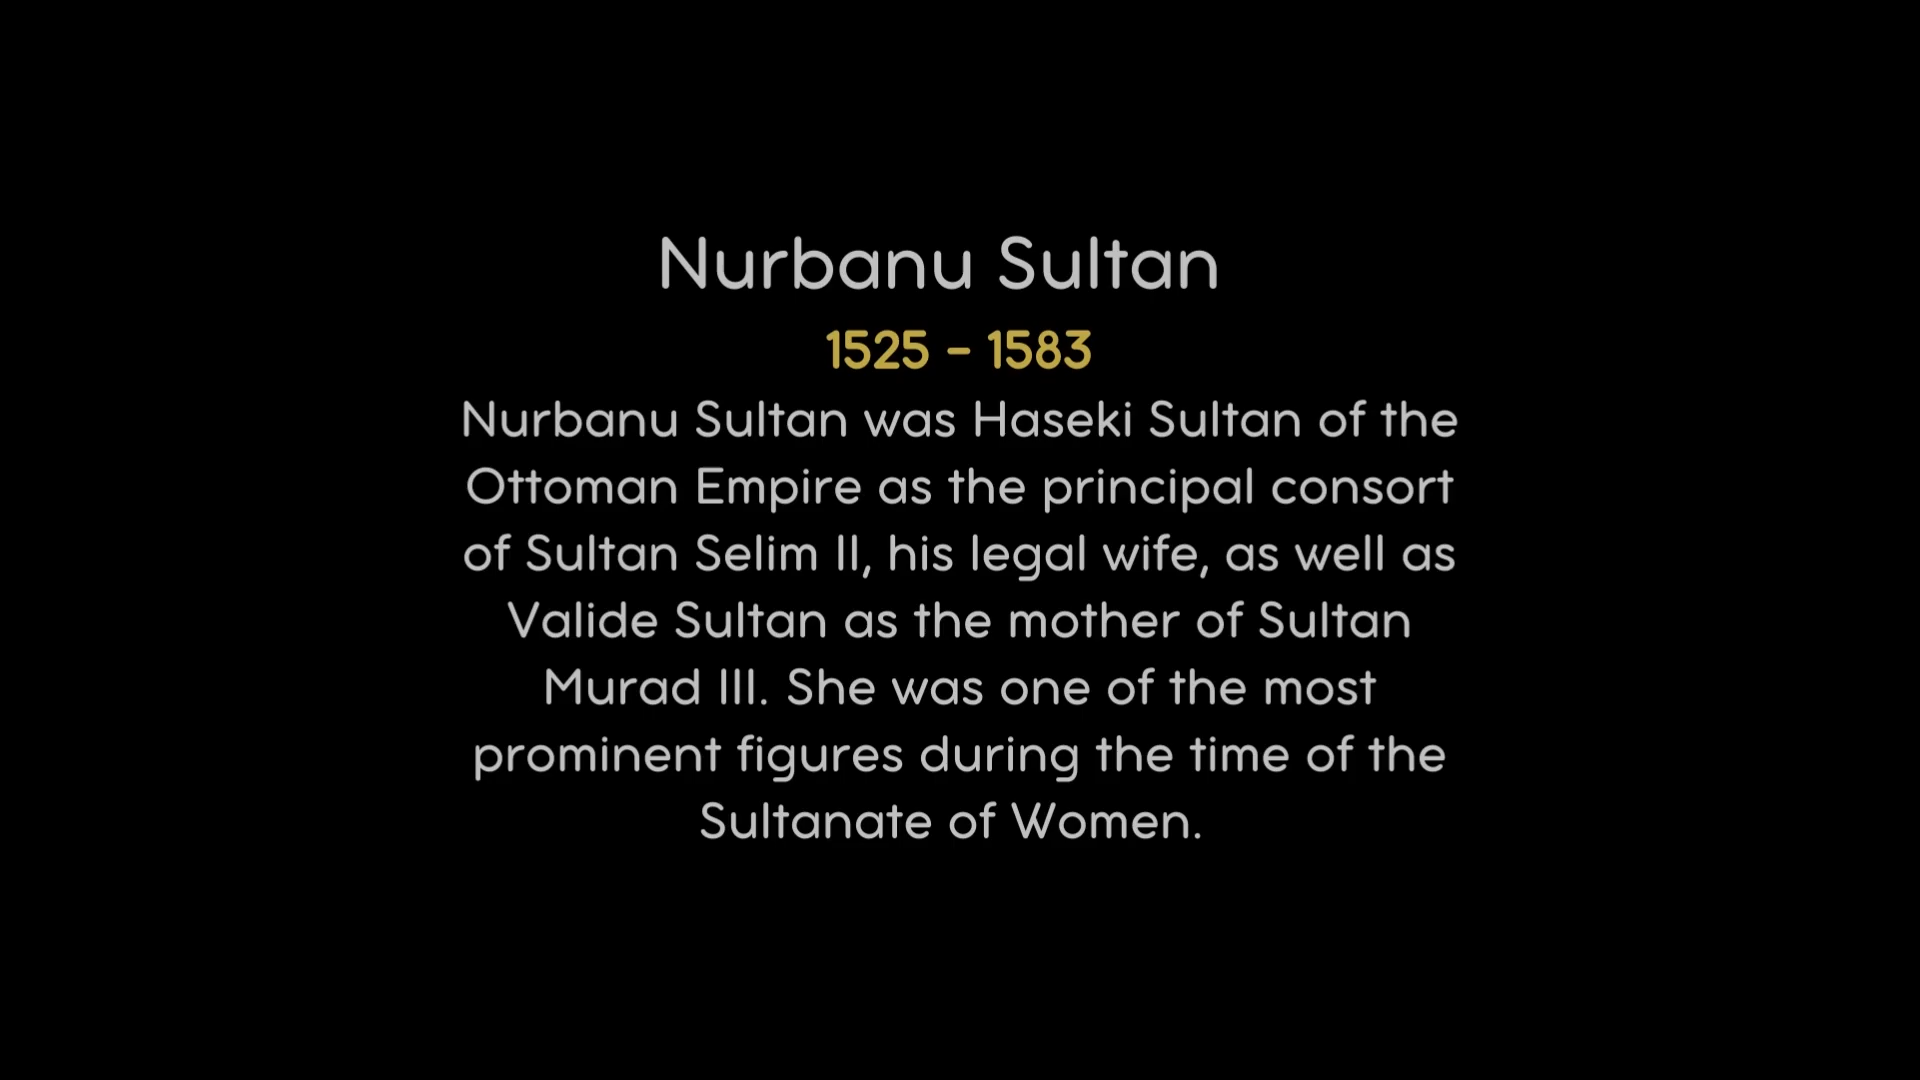 Nurbanu Sultan
1525 – 1583
Nurbanu Sultan was Haseki Sultan of the
Ottoman Empire as the principal consort
of Sultan Selim II, his legal wife, as well as
Valide Sultan as the mother of Sultan
Murad III. She was one of the most
prominent figures during the time of the
Sultanate of Women.